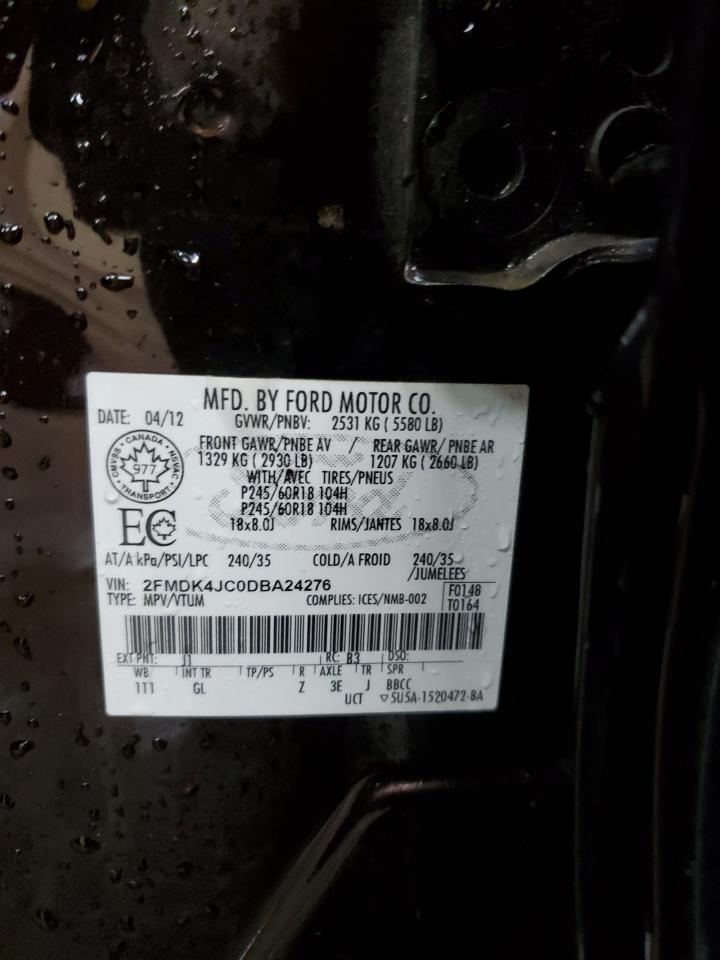 MFD. BY FORD MOTOR CO.
DATE: 04/12
GVWR/PNBV: 2531 KG ( 5580 LB)
FRONT GAWR/PNBE AV / REAR GAWR/ PNBE AR
1329 KG ( 2930 LB) 1207 KG ( 2660 LB)
WITH/AVEC TIRES/PNEUS
P245/60R18 104H
P245/60R18 104H
18x8.0J RIMS/JANTES 18x8.0J
CANADA
CMVSS NSVAC
977
TRANSPORT
EC
AT/A kPa/PSI/LPC 240/35 COLD/A FROID 240/35
/JUMELEES
VIN: 2FMDK4JC0DBA24276
TYPE: MPV/VTUM COMPLIES: ICES/NMB-002
F0148
T0164
EXT PNT: J1 RC: B3 DSO:
WB INT TR TP/PS R AXLE TR SPR
111 GL Z 3E J BBCC
UCT ▽5U5A-1520472-BA